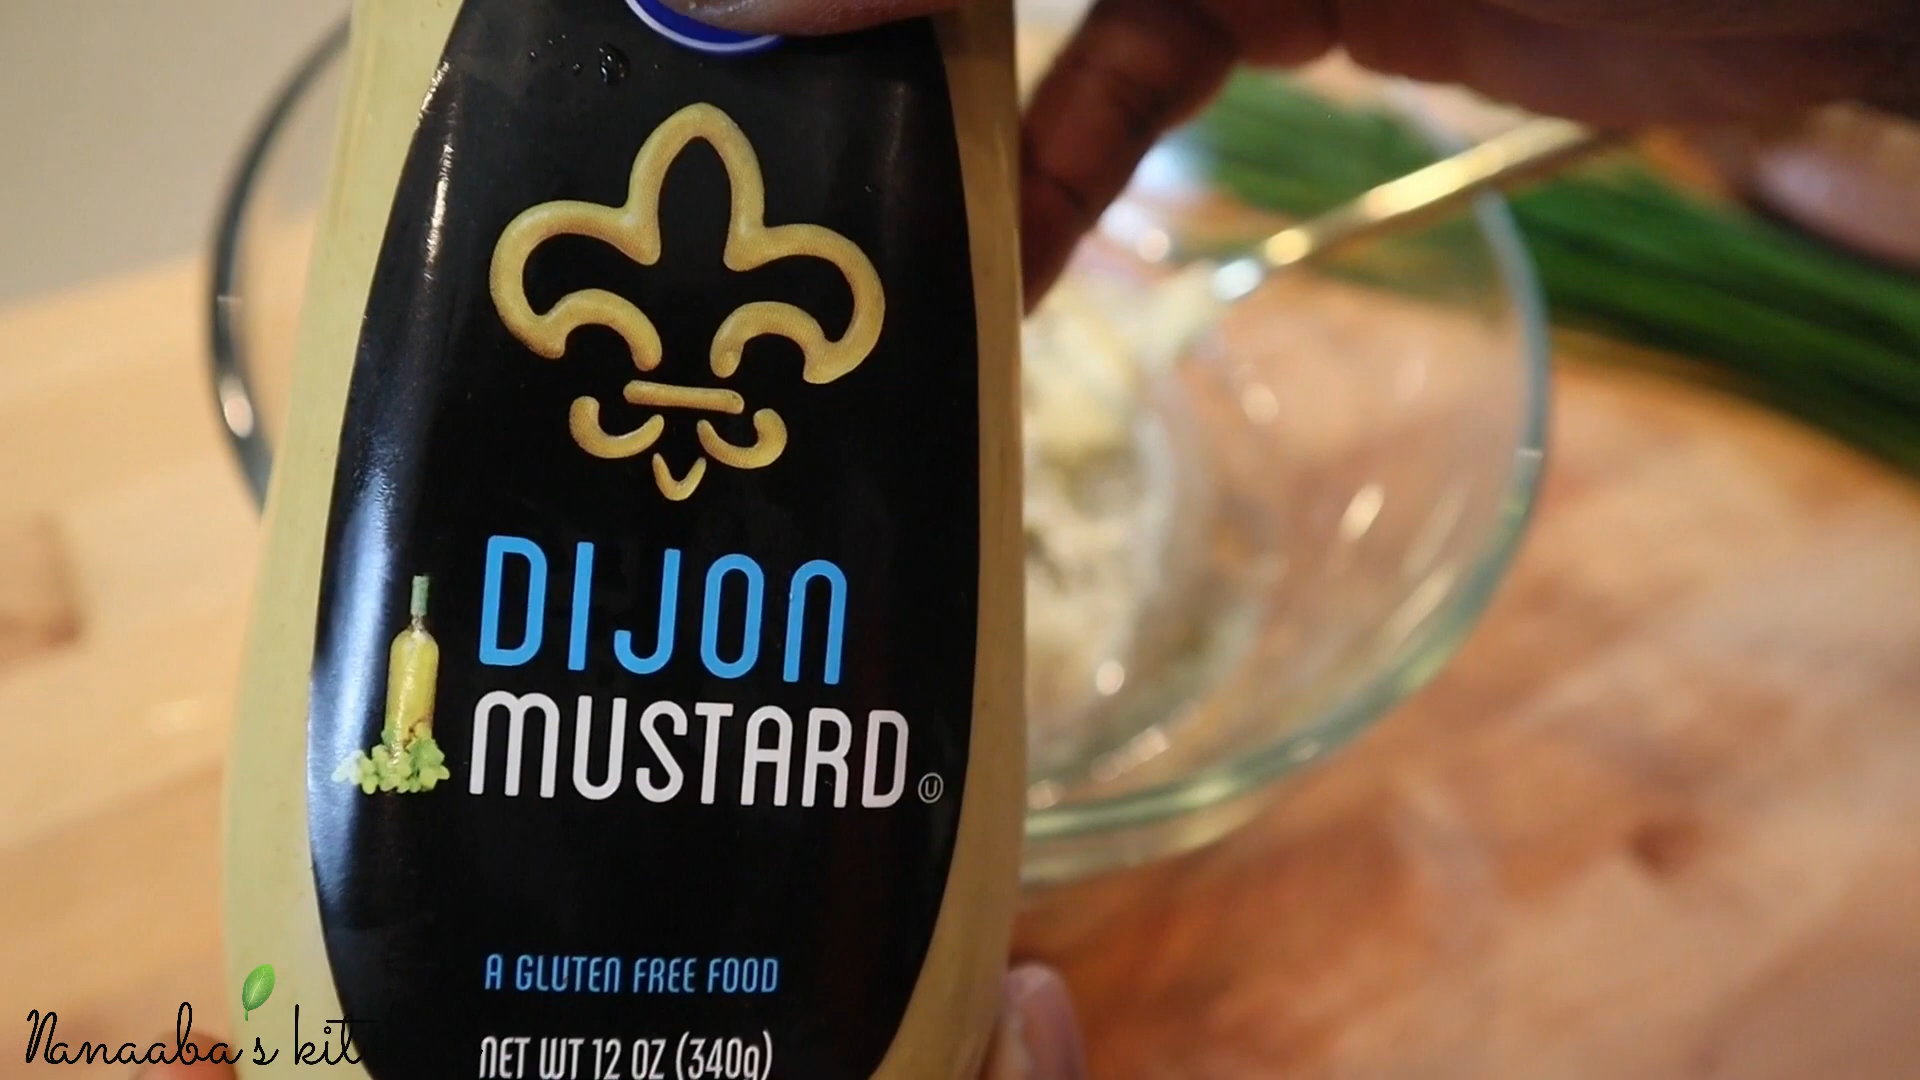 DIJON
MUSTARD
U
A GLUTEN FREE FOOD
NET WT 12 OZ (340g)
Nanaaba's kit